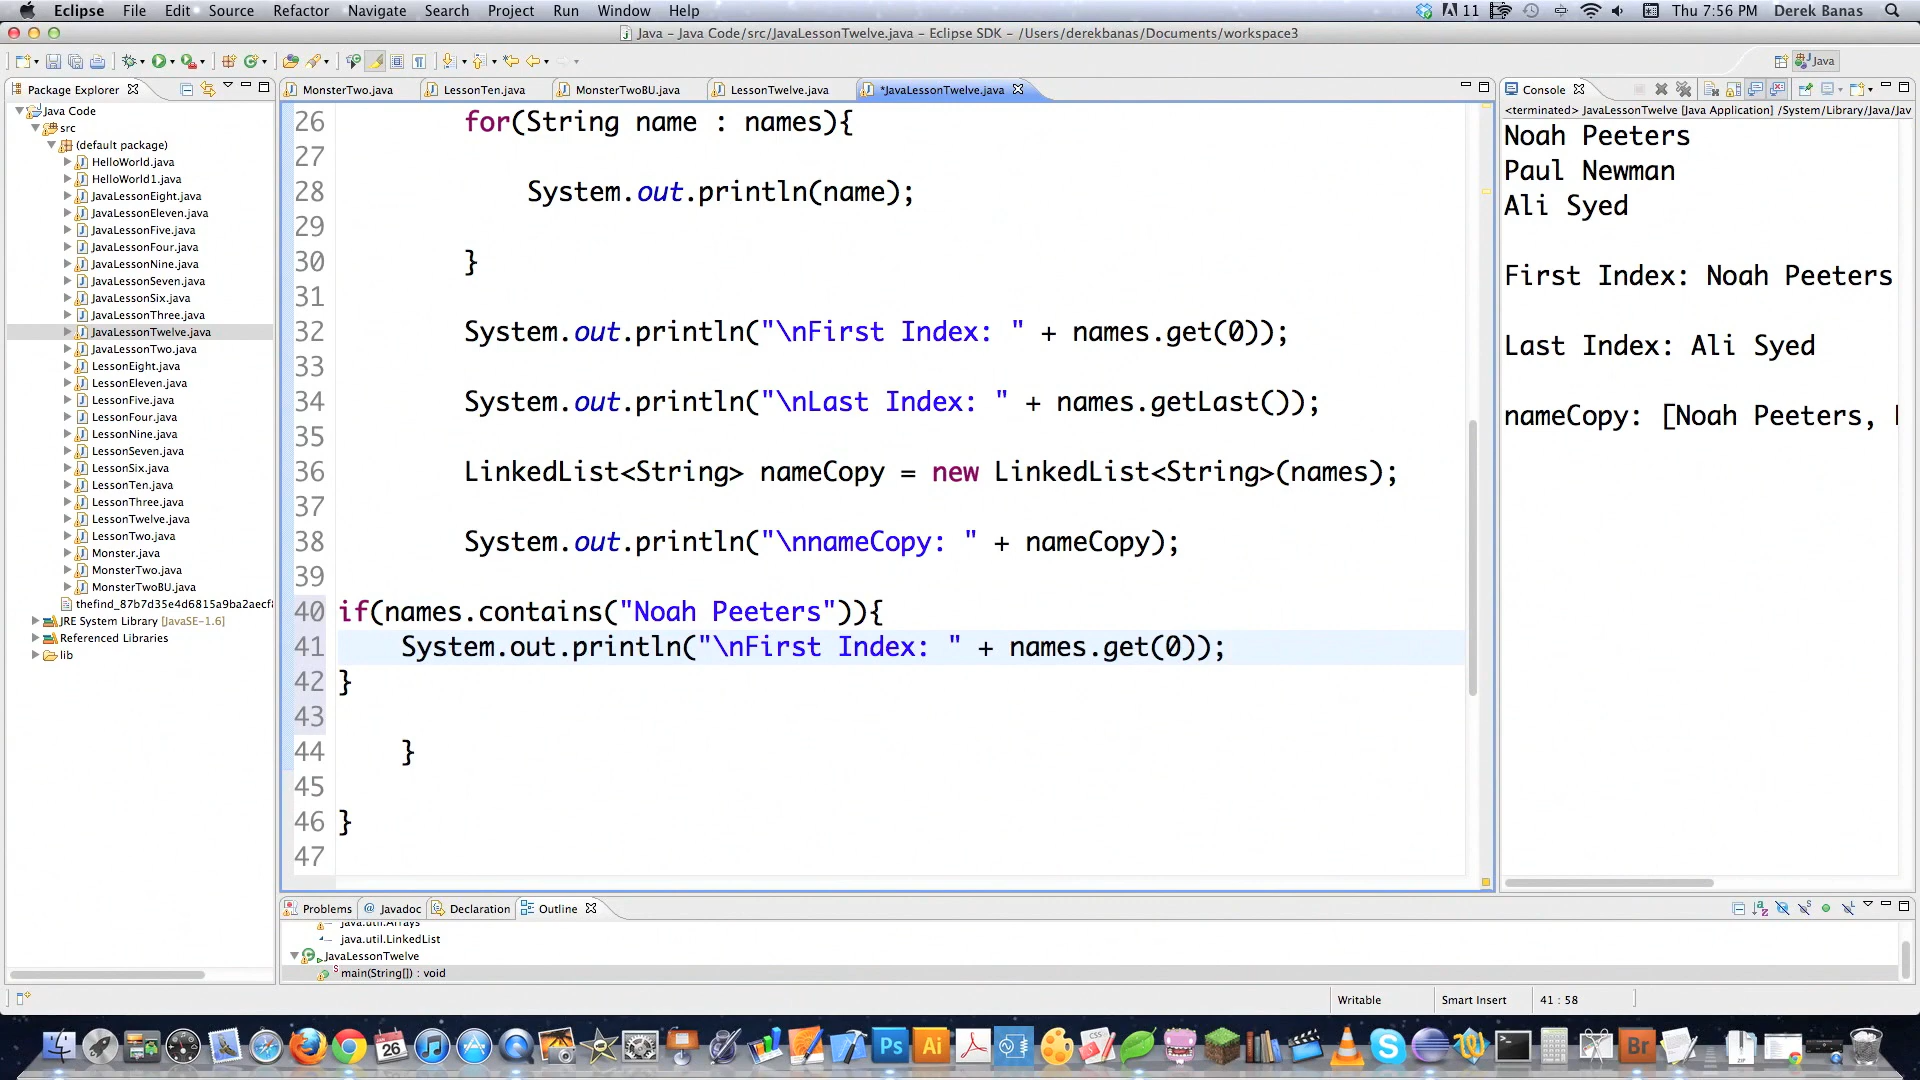 Eclipse File Edit Source Refactor Navigate Search Project Run Window Help
11 Thu 7:56 PM Derek Banas
Java – Java Code/src/JavaLessonTwelve.java – Eclipse SDK – /Users/derekbanas/Documents/workspace3
Java
Package Explorer
Java Code
src
(default package)
HelloWorld.java
HelloWorld1.java
JavaLessonEight.java
JavaLessonEleven.java
JavaLessonFive.java
JavaLessonFour.java
JavaLessonNine.java
JavaLessonSeven.java
JavaLessonSix.java
JavaLessonThree.java
JavaLessonTwelve.java
JavaLessonTwo.java
LessonEight.java
LessonEleven.java
LessonFive.java
LessonFour.java
LessonNine.java
LessonSeven.java
LessonSix.java
LessonTen.java
LessonThree.java
LessonTwelve.java
LessonTwo.java
Monster.java
MonsterTwo.java
MonsterTwoBU.java
thefind_87b7d35e4d6815a9ba2aecf8
JRE System Library [JavaSE-1.6]
Referenced Libraries
lib
MonsterTwo.java LessonTen.java MonsterTwoBU.java LessonTwelve.java *JavaLessonTwelve.java
26 for(String name : names){
27
28 System.out.println(name);
29
30 }
31
32 System.out.println("\nFirst Index: " + names.get(0));
33
34 System.out.println("\nLast Index: " + names.getLast());
35
36 LinkedList<String> nameCopy = new LinkedList<String>(names);
37
38 System.out.println("\nnameCopy: " + nameCopy);
39
40 if(names.contains("Noah Peeters")){
41 System.out.println("\nFirst Index: " + names.get(0));
42 }
43
44 }
45
46 }
47
Console
<terminated> JavaLessonTwelve [Java Application] /System/Library/Java/Jav
Noah Peeters
Paul Newman
Ali Syed
First Index: Noah Peeters
Last Index: Ali Syed
nameCopy: [Noah Peeters,
Problems Javadoc Declaration Outline
java.util.Arrays
java.util.LinkedList
JavaLessonTwelve
main(String[]) : void
Writable Smart Insert 41 : 58
26 Ps Ai CSS Br